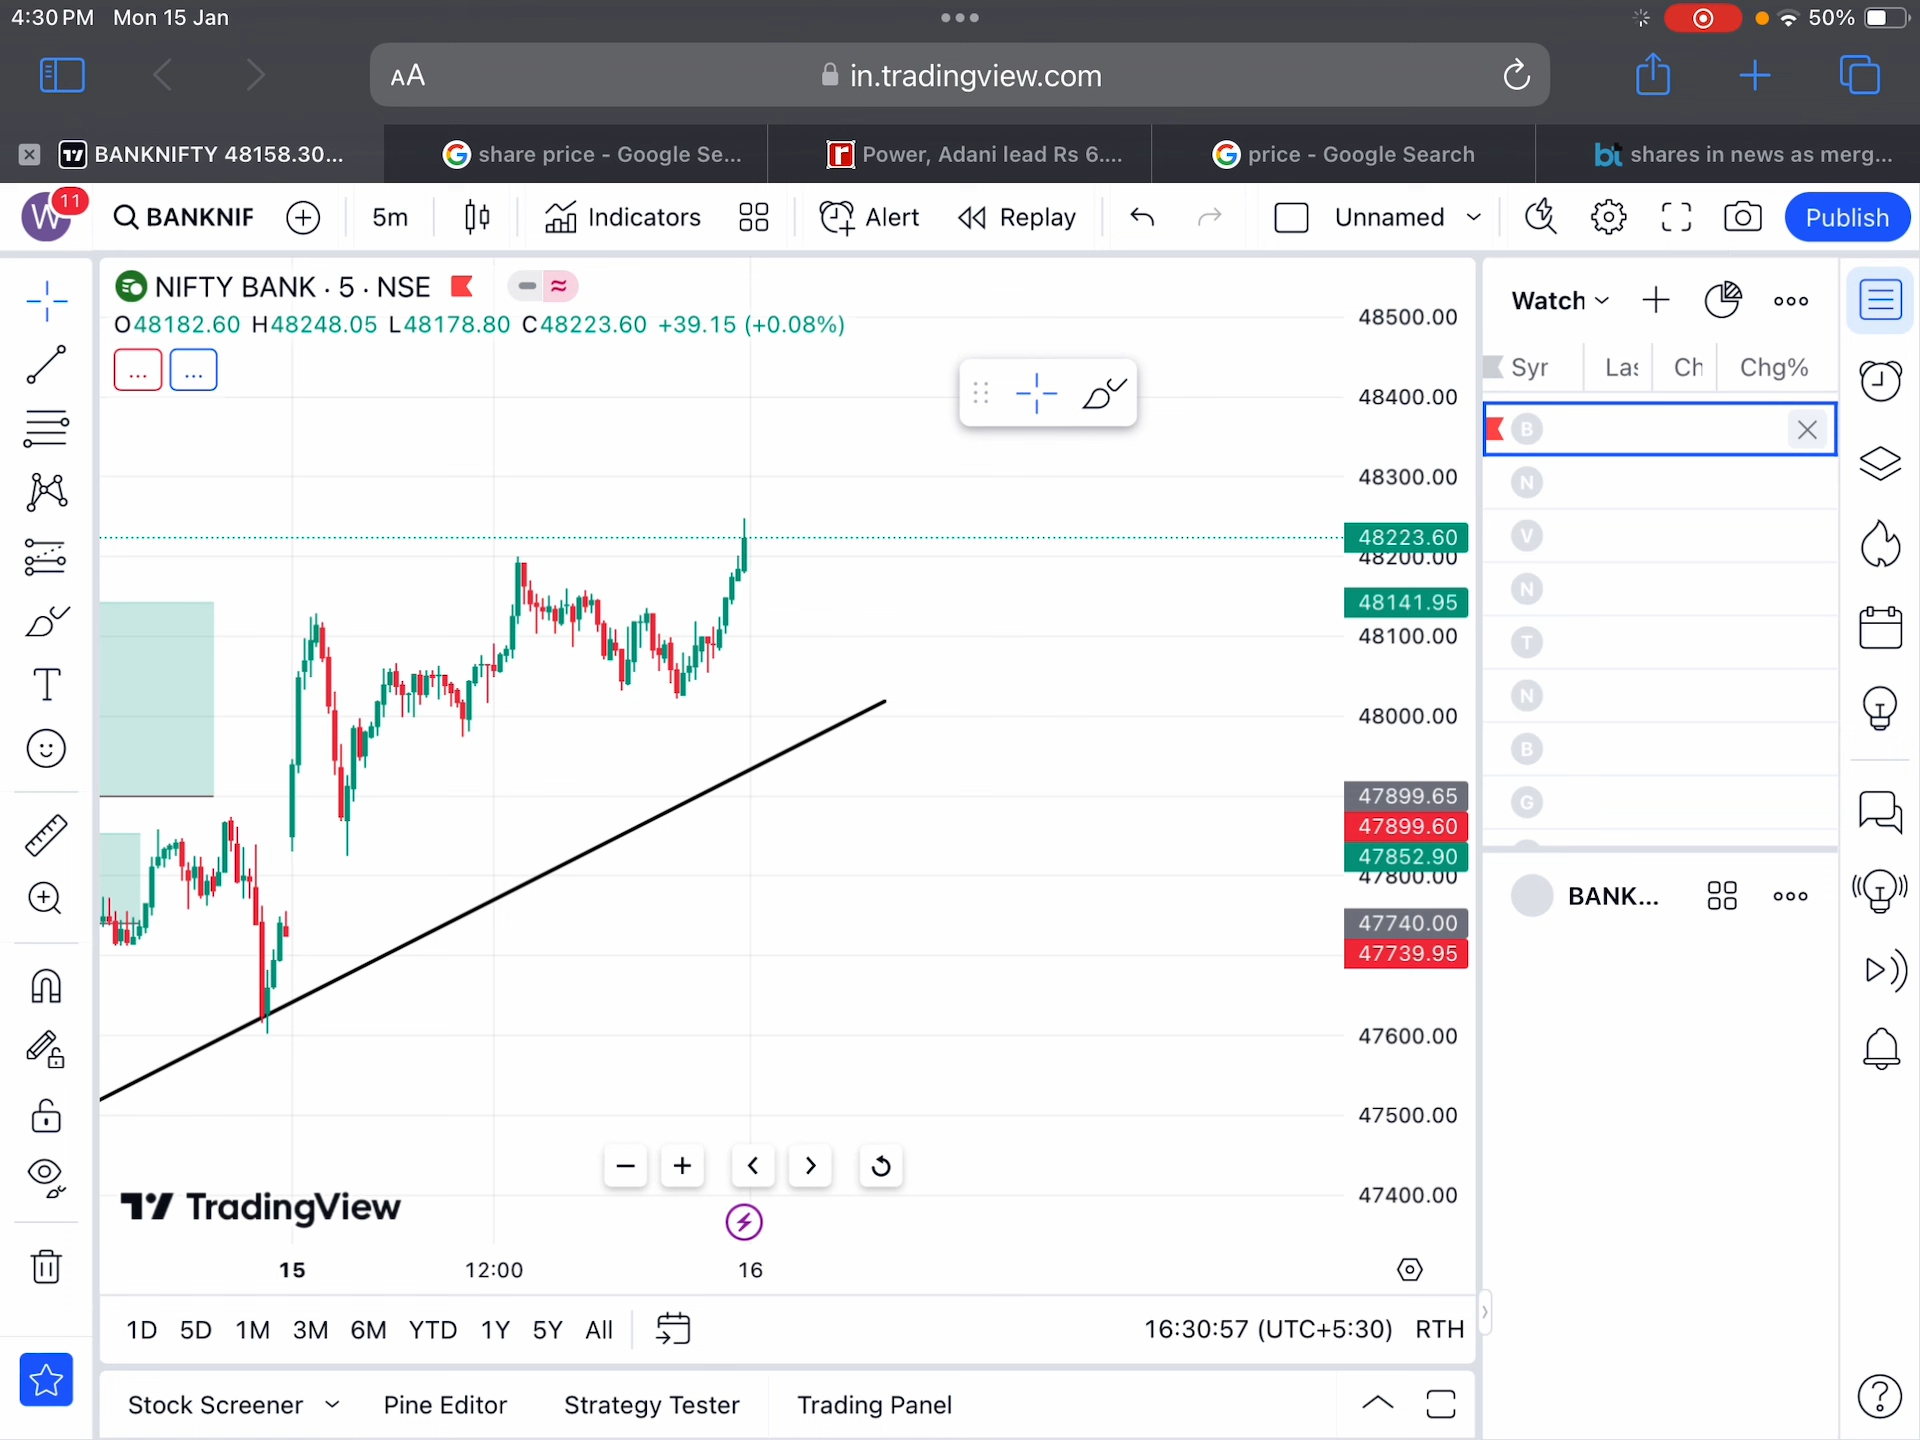 4:30 PM Mon 15 Jan
50%
AA
in.tradingview.com
BANKNIFTY 48158.30...
share price - Google Se...
Power, Adani lead Rs 6....
price - Google Search
bt shares in news as merg...
W 11
BANKNIF
5m
Indicators
Alert
Replay
Unnamed
Publish
NIFTY BANK · 5 · NSE
O48182.60 H48248.05 L48178.80 C48223.60 +39.15 (+0.08%)
...
...
48500.00
48400.00
48300.00
48223.60
48200.00
48141.95
48100.00
48000.00
47899.65
47899.60
47852.90
47800.00
47740.00
47739.95
47600.00
47500.00
47400.00
TradingView
15
12:00
16
1D 5D 1M 3M 6M YTD 1Y 5Y All
16:30:57 (UTC+5:30) RTH
Stock Screener
Pine Editor
Strategy Tester
Trading Panel
Watch
Syr
Las
Ch
Chg%
B
N
V
N
T
N
B
G
BANK...